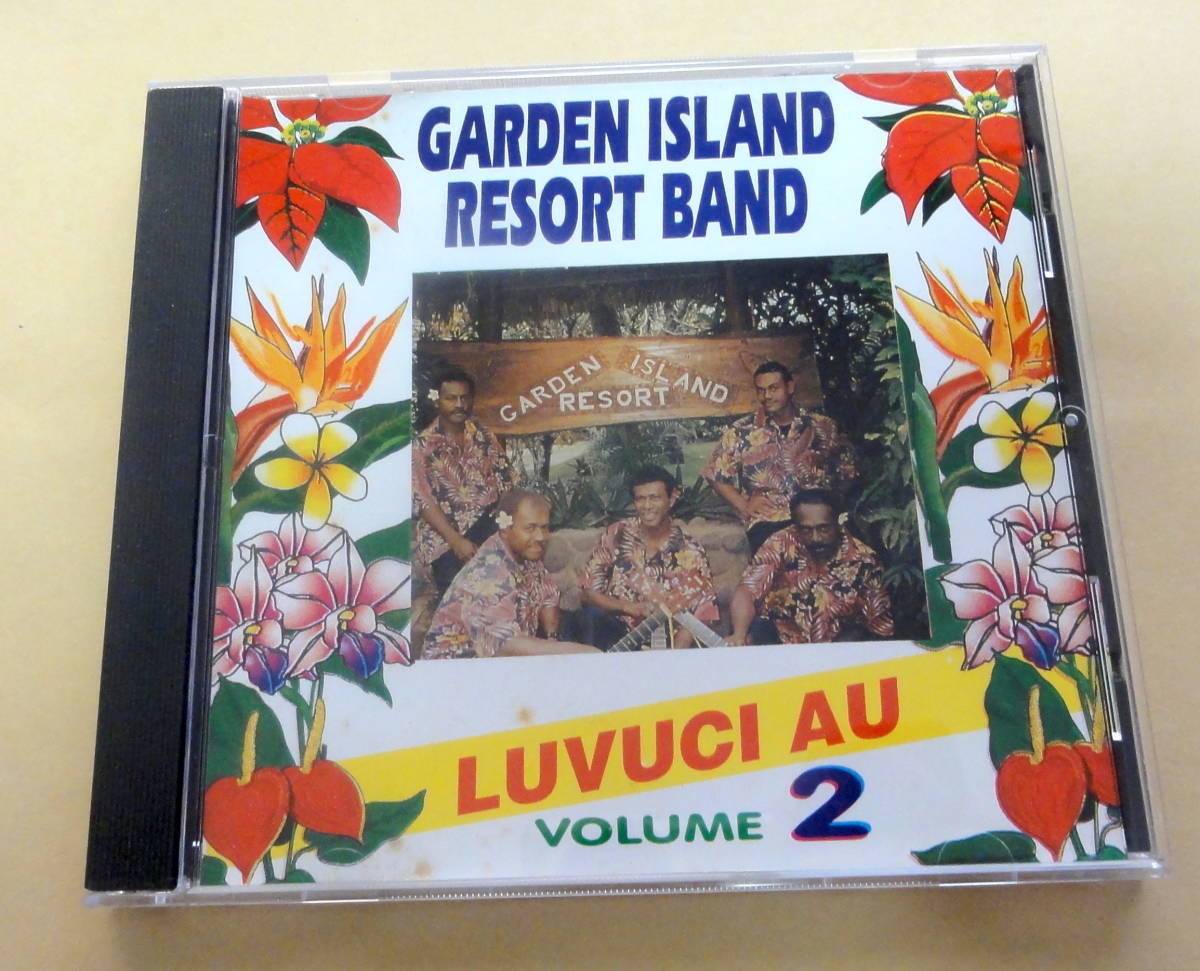 GARDEN ISLAND
RESORT BAND
GARDEN ISLAND
RESORT
LUVUCI AU
VOLUME 2